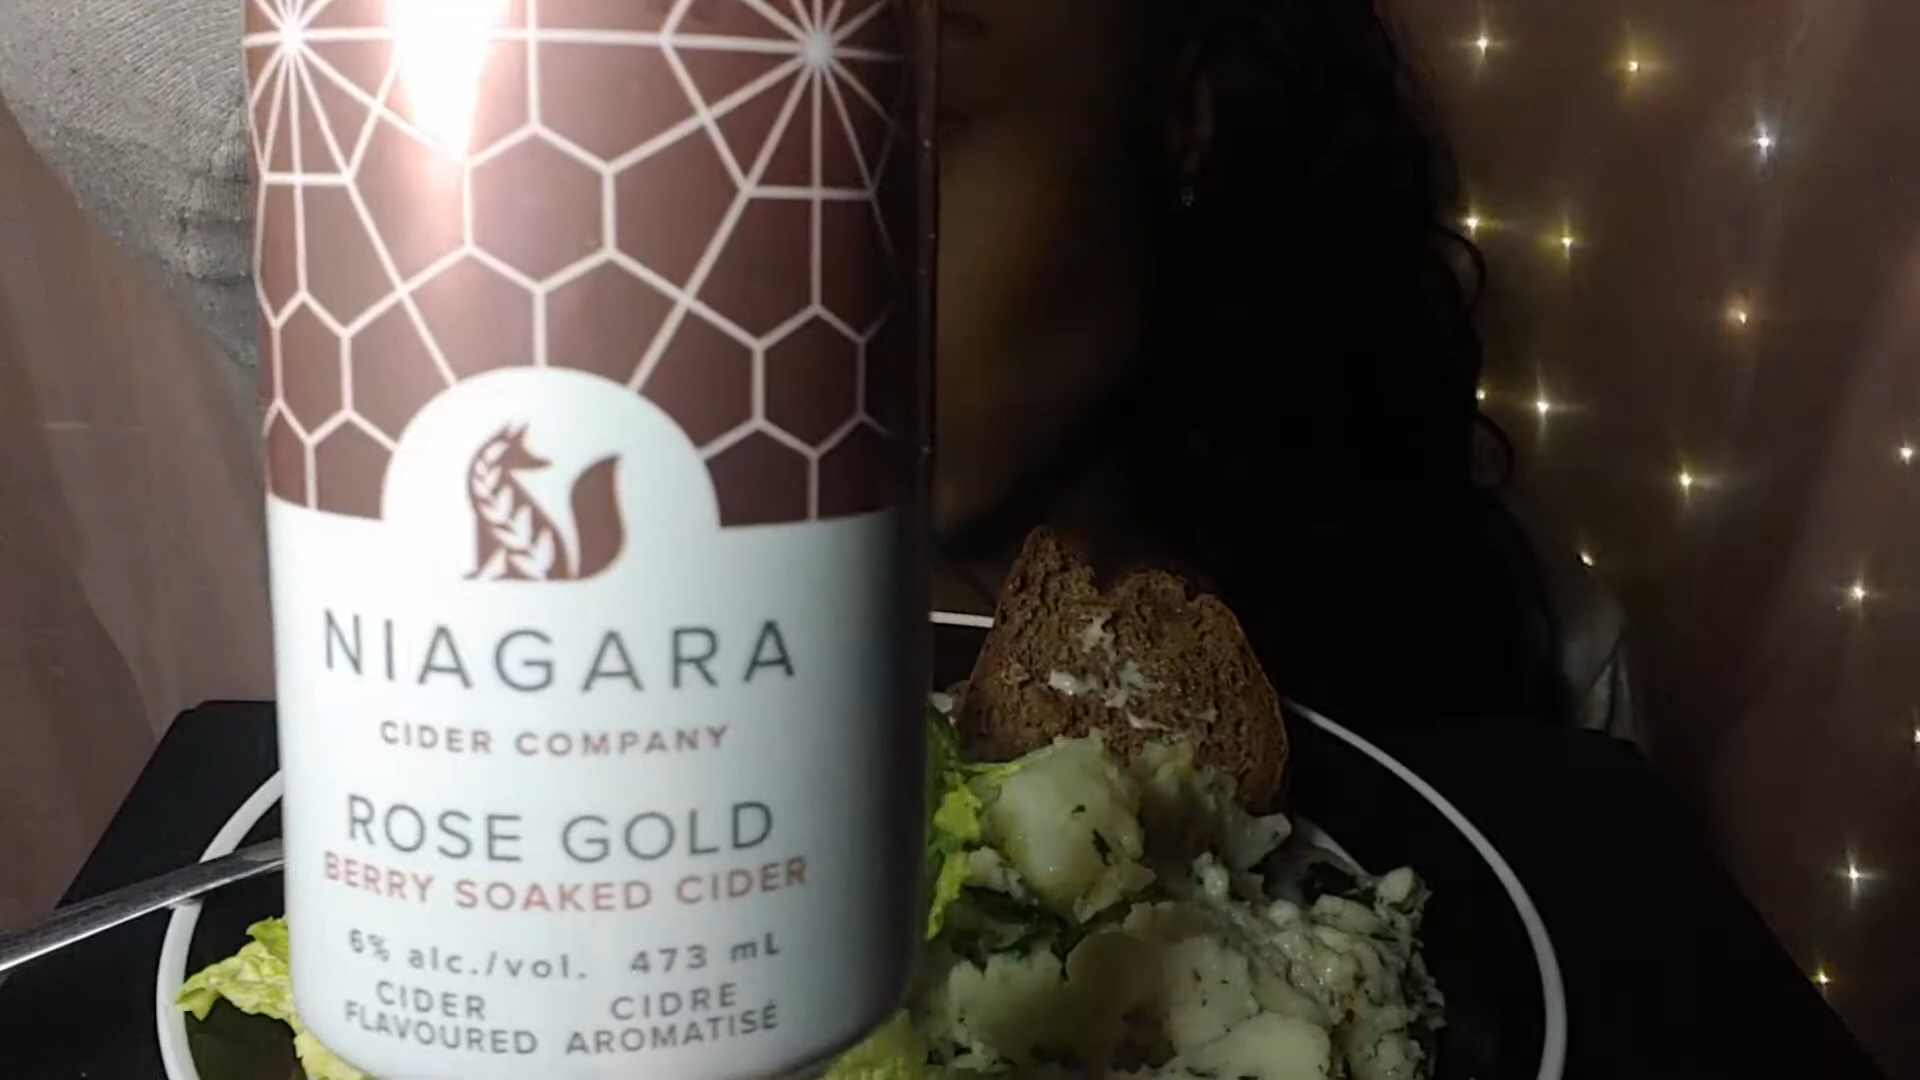 NIAGARA
CIDER COMPANY
ROSE GOLD
BERRY SOAKED CIDER
6% alc./vol. 473 mL
CIDER CIDRE
FLAVOURED AROMATISÉ